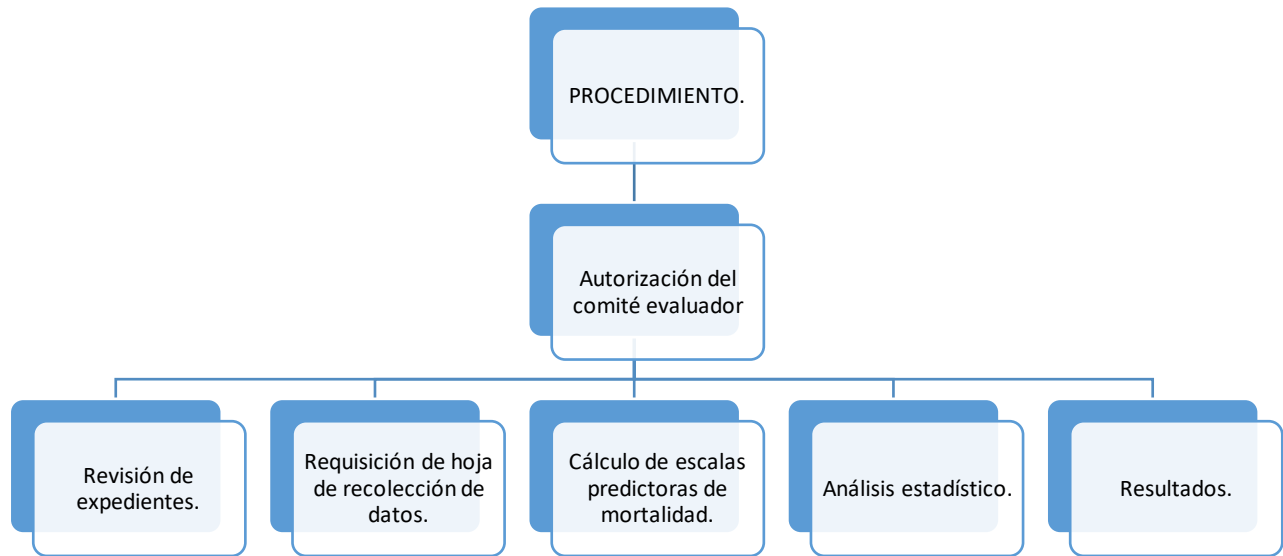 PROCEDIMIENTO.
Autorización del
comité evaluador
Revisión de
expedientes.
Requisición de hoja
de recolección de
datos.
Cálculo de escalas
predictoras de
mortalidad.
Análisis estadístico.
Resultados.